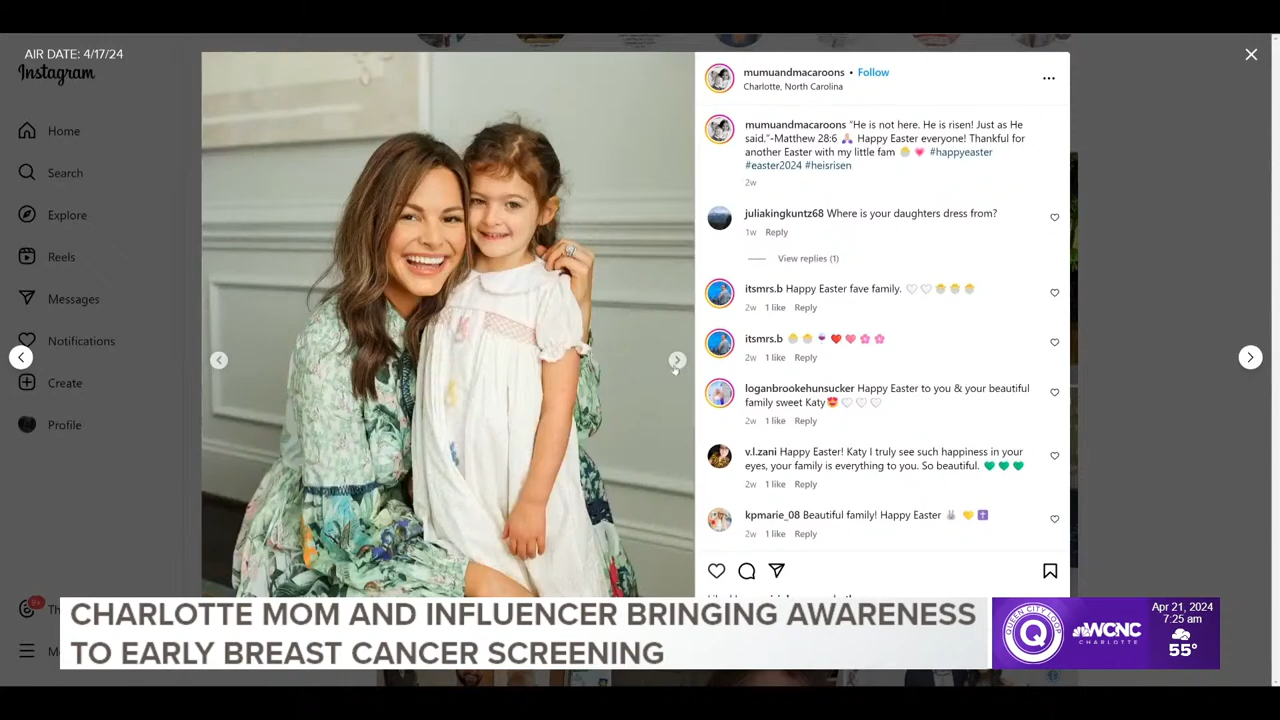 AIR DATE: 4/17/24
Instagram
Home
Search
Explore
Reels
Messages
Notifications
Create
Profile
9+
mumuandmacaroons • Follow
Charlotte, North Carolina
mumuandmacaroons “He is not here. He is risen! Just as He
said.”-Matthew 28:6 🙏🏻 Happy Easter everyone! Thankful for
another Easter with my little fam 🐣 💗 #happyeaster
#easter2024 #heisrisen
2w
juliakingkuntz68 Where is your daughters dress from?
1w Reply
View replies (1)
itsmrs.b Happy Easter fave family. 🤍🤍🐣🐣🐣
2w 1 like Reply
itsmrs.b
2w 1 like Reply
loganbrookehunsucker Happy Easter to you & your beautiful
family sweet Katy😍🤍🤍🤍
2w 1 like Reply
v.l.zani Happy Easter! Katy I truly see such happiness in your
eyes, your family is everything to you. So beautiful. 💚💚💚
2w 1 like Reply
kpmarie_08 Beautiful family! Happy Easter 🐰 💛 ✝️
2w 1 like Reply
CHARLOTTE MOM AND INFLUENCER BRINGING AWARENESS
TO EARLY BREAST CANCER SCREENING
QUEEN CITY LOOP
Q
WCNC
CHARLOTTE
Apr 21, 2024
7:25 am
55°